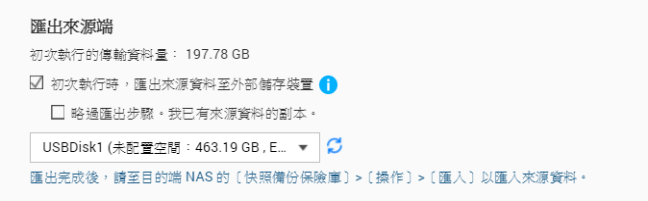 匯出來源端
初次執行的傳輸資料量： 197.78 GB
初次執行時，匯出來源資料至外部儲存裝置
略過匯出步驟。我已有來源資料的副本。
USBDisk1 (未配置空間：463.19 GB , E...
匯出完成後，請至目的端 NAS 的〔快照備份保險庫〕>〔操作〕>〔匯入〕以匯入來源資料。